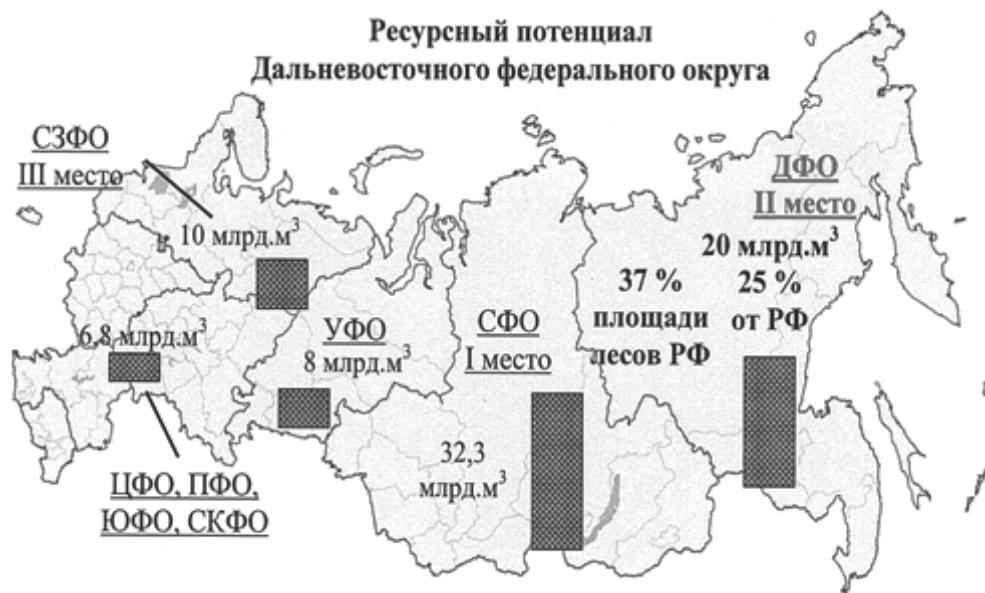 Ресурсный потенциал
Дальневосточного федерального округа
СЗФО
III место
10 млрд.м³
ДФО
II место
20 млрд.м³
25 %
от РФ
37 %
площади
лесов РФ
УФО
8 млрд.м³
СФО
I место
6,8 млрд.м³
32,3
млрд.м³
ЦФО, ПФО,
ЮФО, СКФО